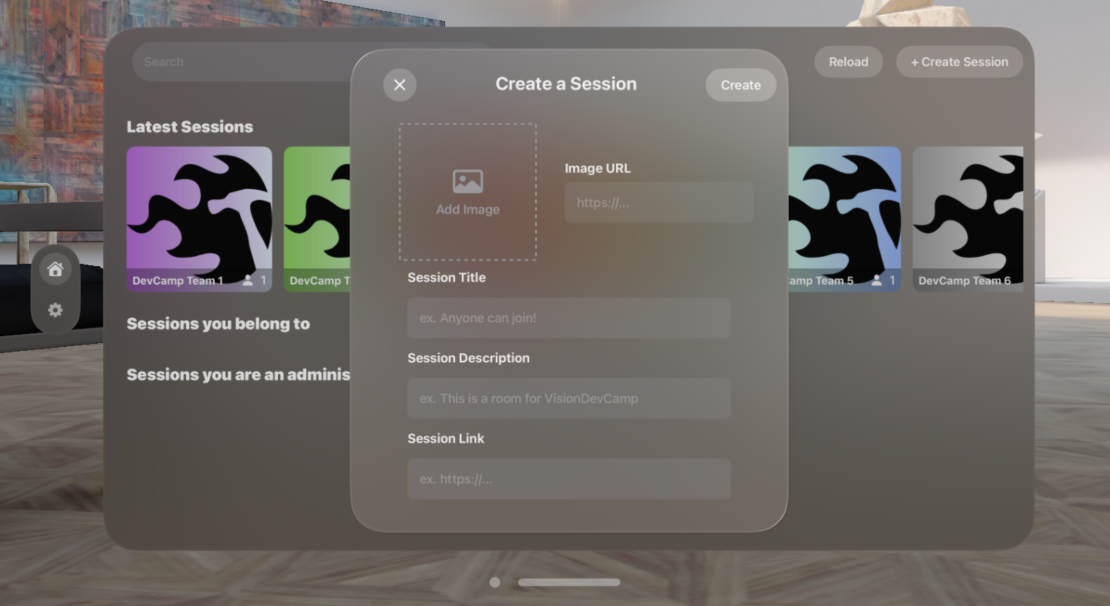 Search
Reload
+ Create Session
Create a Session
Create
Latest Sessions
Add Image
Image URL
https://...
DevCamp Team 1
1
DevCamp T
amp Team 5
1
DevCamp Team 6
Session Title
ex. Anyone can join!
Sessions you belong to
Session Description
Sessions you are an adminis
ex. This is a room for VisionDevCamp
Session Link
ex. https://...